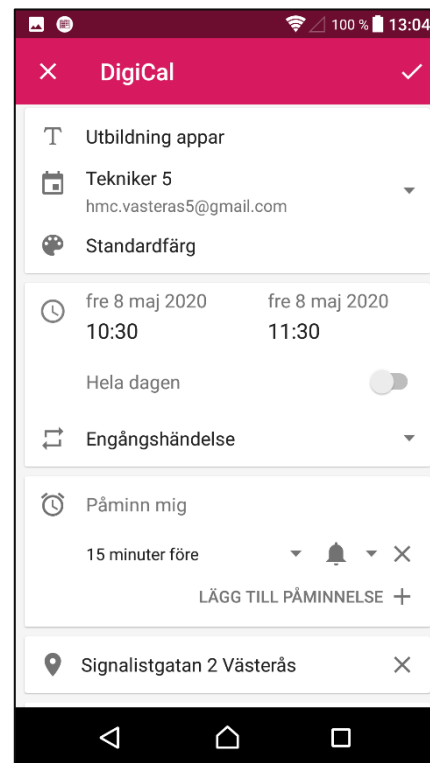 100 % 13:04
DigiCal
Utbildning appar
Tekniker 5
hmc.vasteras5@gmail.com
Standardfärg
fre 8 maj 2020 fre 8 maj 2020
10:30 11:30
Hela dagen
Engångshändelse
Påminn mig
15 minuter före
LÄGG TILL PÅMINNELSE
Signalistgatan 2 Västerås